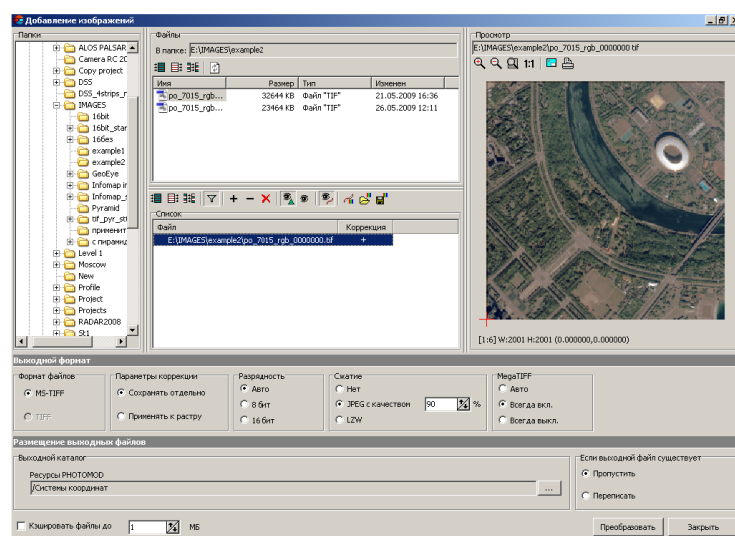 Добавление изображений
Папки
ALOS PALSAR
Camera RC 20
Copy project
DSS
DSS_4strips_r
IMAGES
16bit
16bit_star
16бес
example1
example2
GeoEye
Infomap ir
Infomap_s
Pyramid
tif_pyr_stl
применит
с пирамид
Level 1
Moscow
New
Profile
Project
Projects
RADAR2008
St1
Файлы
В папке: E:\IMAGES\example2
Имя Размер Тип Изменен
po_7015_rgb... 32644 KB Файл "TIF" 21.05.2009 16:36
po_7015_rgb... 23464 KB Файл "TIF" 26.05.2009 12:11
Список
Файл Коррекция
E:\IMAGES\example2\po_7015_rgb_0000000.tif +
Просмотр
E:\IMAGES\example2\po_7015_rgb_0000000 tif
1:1
[1:6] W:2001 H:2001 (0.000000,0.000000)
Выходной формат
Формат файлов
MS-TIFF
TIFF
Параметры коррекции
Сохранять отдельно
Применять к растру
Разрядность
Авто
8 бит
16 бит
Сжатие
Нет
JPEG с качеством 90 %
LZW
MegaTIFF
Авто
Всегда вкл.
Всегда выкл.
Размещение выходных файлов
Выходной каталог
Ресурсы PHOTOMOD
/Системы координат ...
Если выходной файл существует
Пропустить
Переписать
Кэшировать файлы до 1 МБ
Преобразовать Закрыть